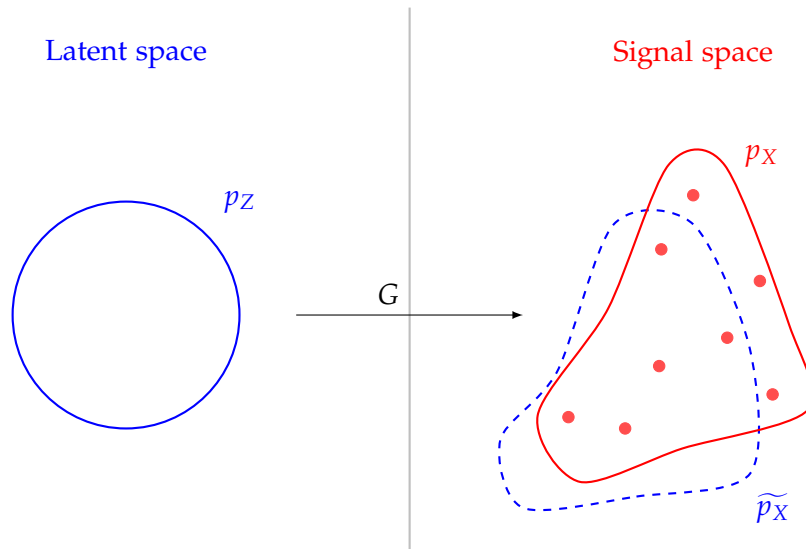 Latent space
Signal space
p_X
p_Z
G
\widetilde{p_X}